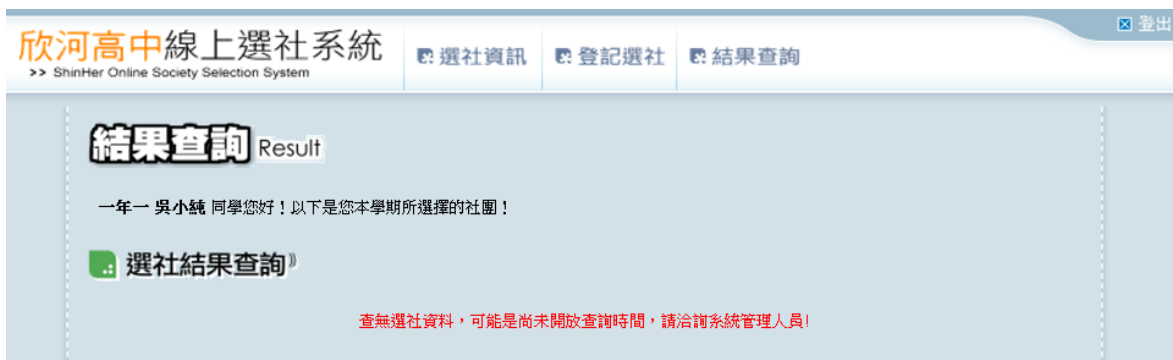 登出
欣河高中線上選社系統
>> ShinHer Online Society Selection System
選社資訊 登記選社 結果查詢
結果查詢 Result
一年一 吳小純 同學您好！以下是您本學期所選擇的社團！
選社結果查詢》
查無選社資料，可能是尚未開放查詢時間，請洽詢系統管理人員!